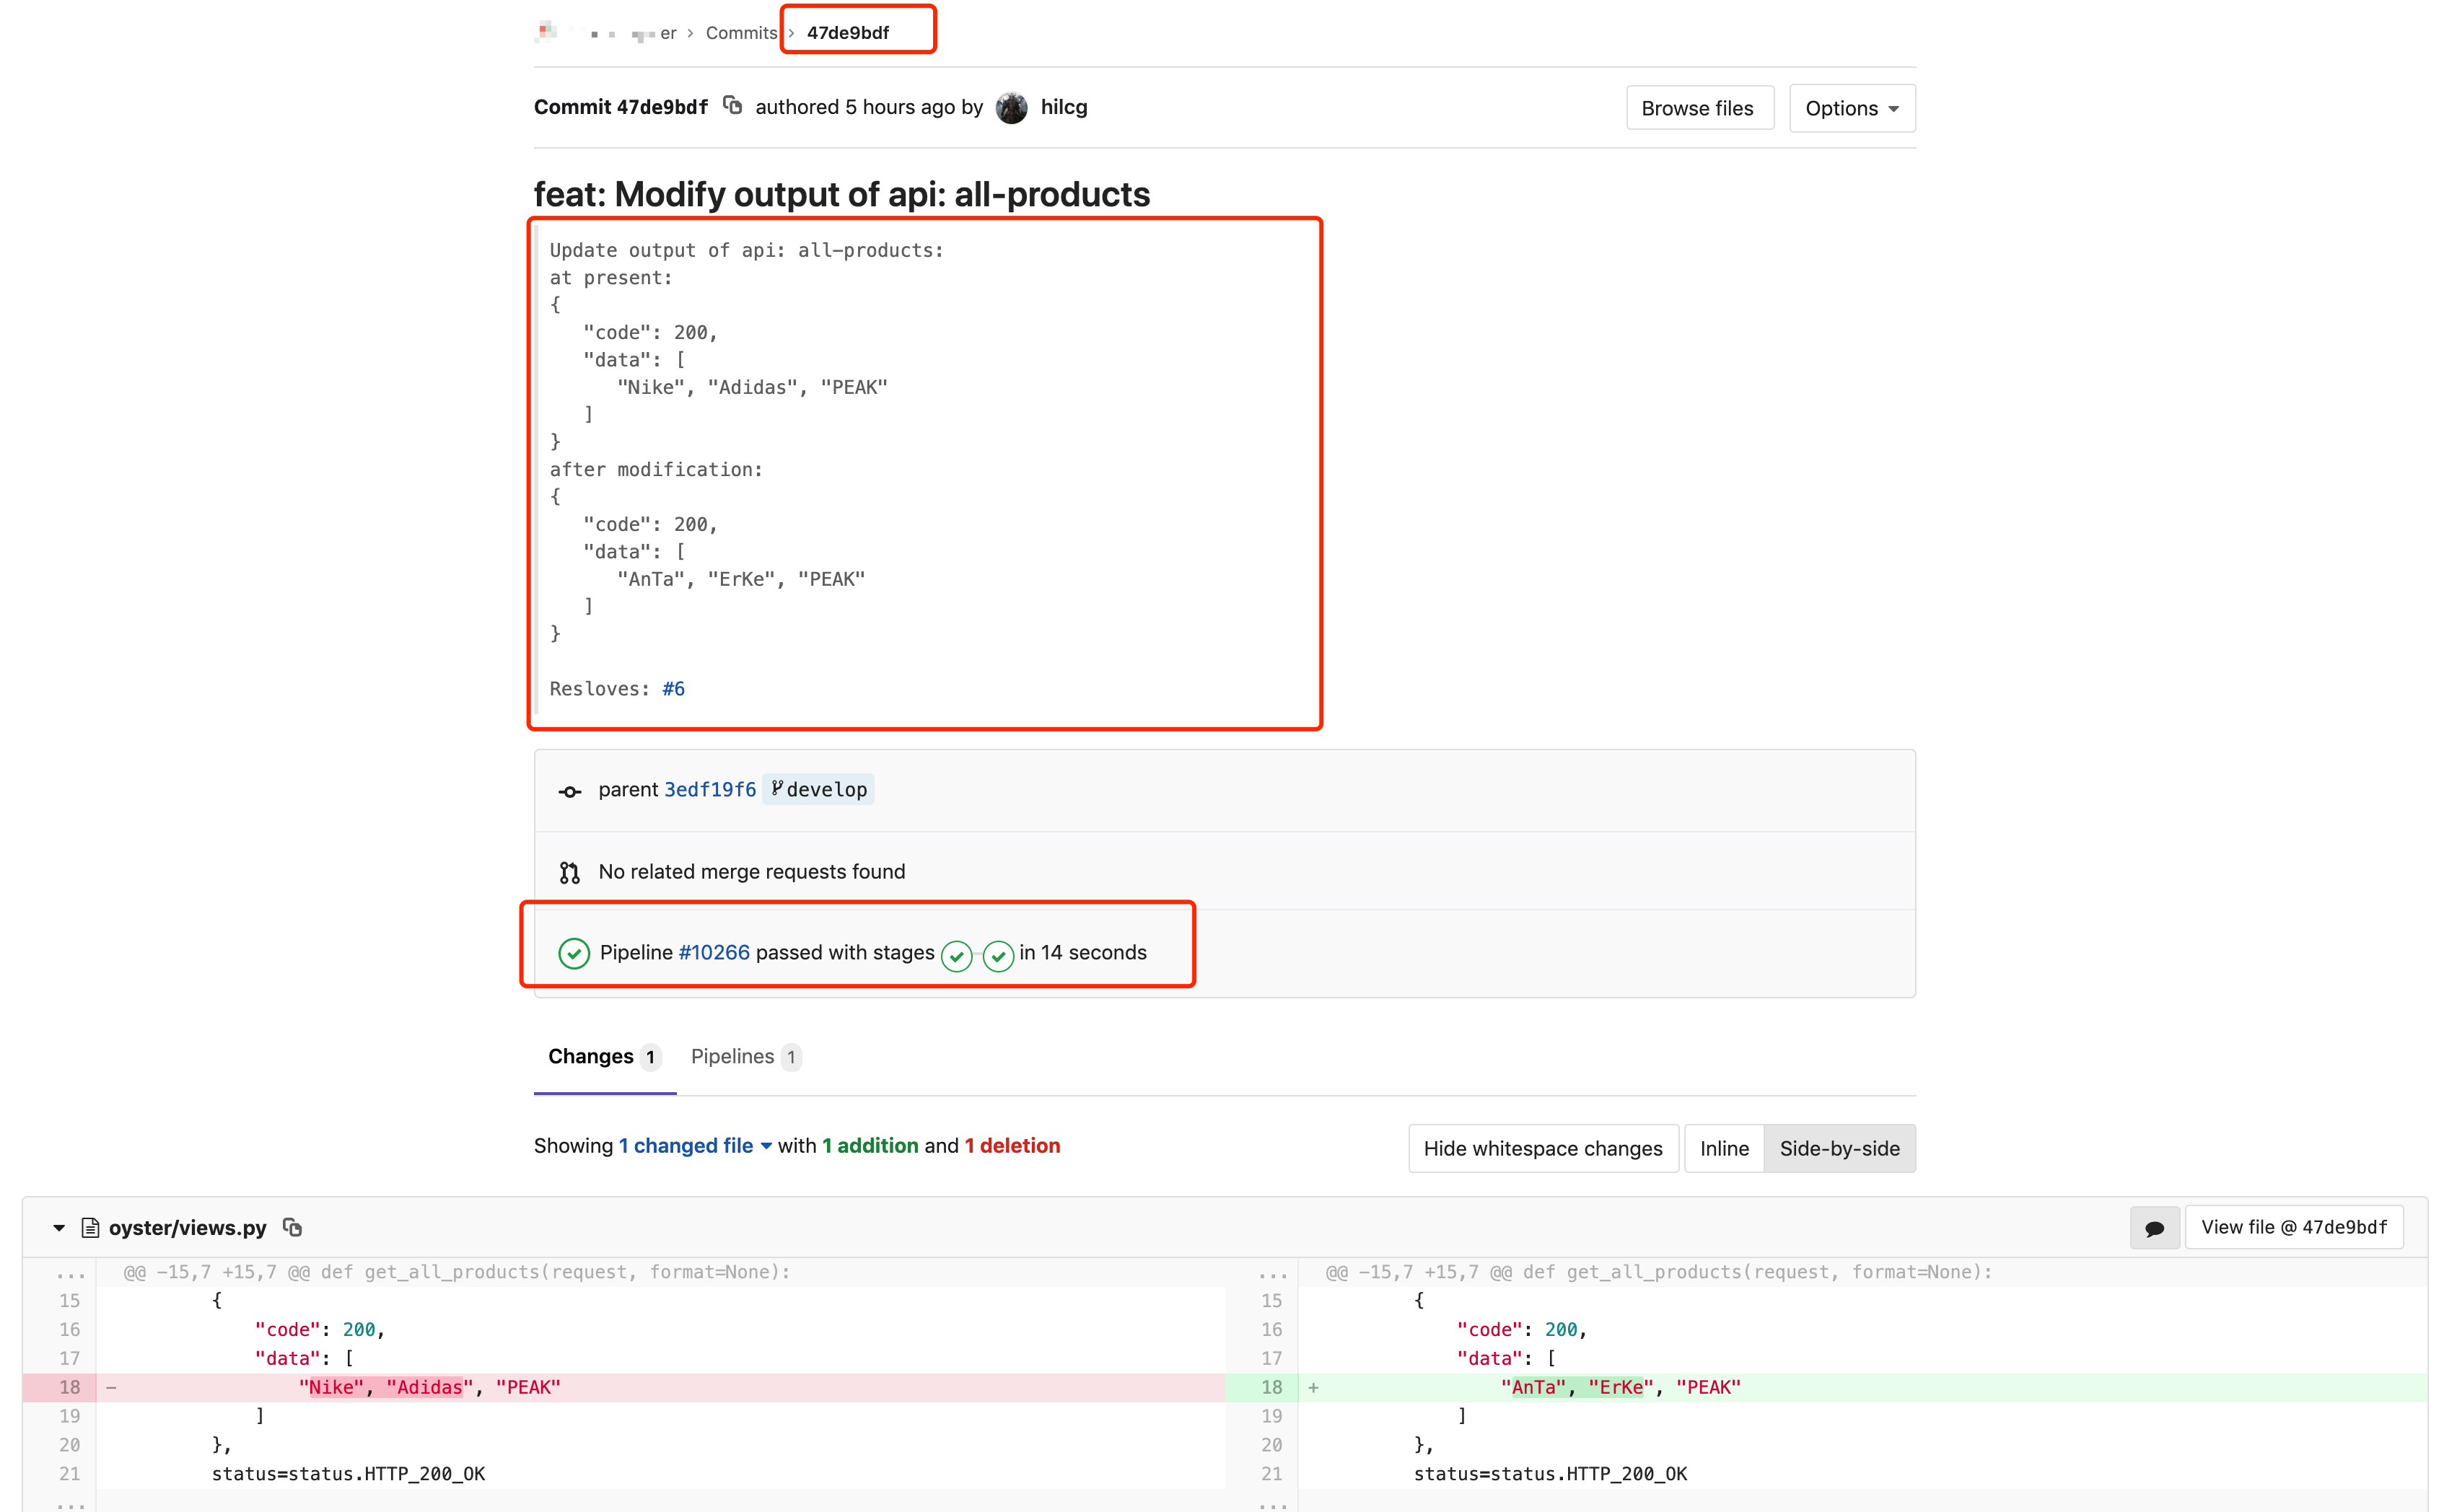 er > Commits > 47de9bdf
Commit 47de9bdf authored 5 hours ago by hilcg
Browse files
Options
feat: Modify output of api: all-products
Update output of api: all-products:
at present:
{
"code": 200,
"data": [
"Nike", "Adidas", "PEAK"
]
}
after modification:
{
"code": 200,
"data": [
"AnTa", "ErKe", "PEAK"
]
}
Resloves: #6
parent 3edf19f6 develop
No related merge requests found
Pipeline #10266 passed with stages in 14 seconds
Changes 1 Pipelines 1
Showing 1 changed file with 1 addition and 1 deletion
Hide whitespace changes
Inline
Side-by-side
oyster/views.py
View file @ 47de9bdf
... @@ -15,7 +15,7 @@ def get_all_products(request, format=None):
15 {
16 "code": 200,
17 "data": [
18 - "Nike", "Adidas", "PEAK"
19 ]
20 },
21 status=status.HTTP_200_OK
...
... @@ -15,7 +15,7 @@ def get_all_products(request, format=None):
15 {
16 "code": 200,
17 "data": [
18 + "AnTa", "ErKe", "PEAK"
19 ]
20 },
21 status=status.HTTP_200_OK
...